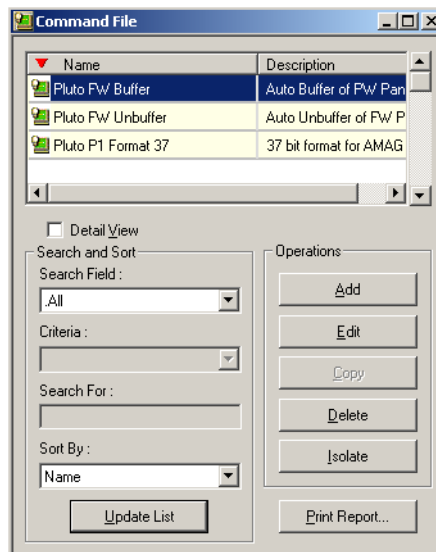 Command File
Name Description
Pluto FW Buffer Auto Buffer of PW Pan
Pluto FW Unbuffer Auto Unbuffer of FW P
Pluto P1 Format 37 37 bit format for AMAG
Detail View
Search and Sort
Search Field :
.All
Criteria :
Search For :
Sort By :
Name
Update List
Operations
Add
Edit
Copy
Delete
Isolate
Print Report...